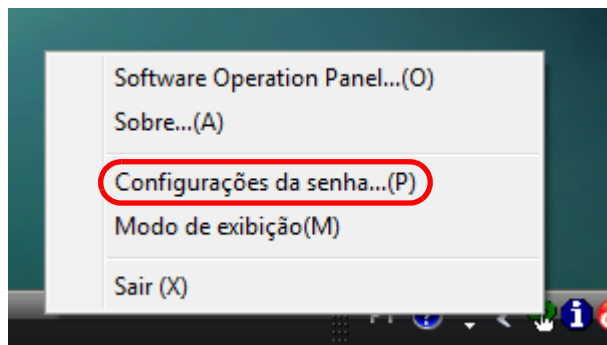 Software Operation Panel...(O)
Sobre...(A)
Configurações da senha...(P)
Modo de exibição(M)
Sair (X)